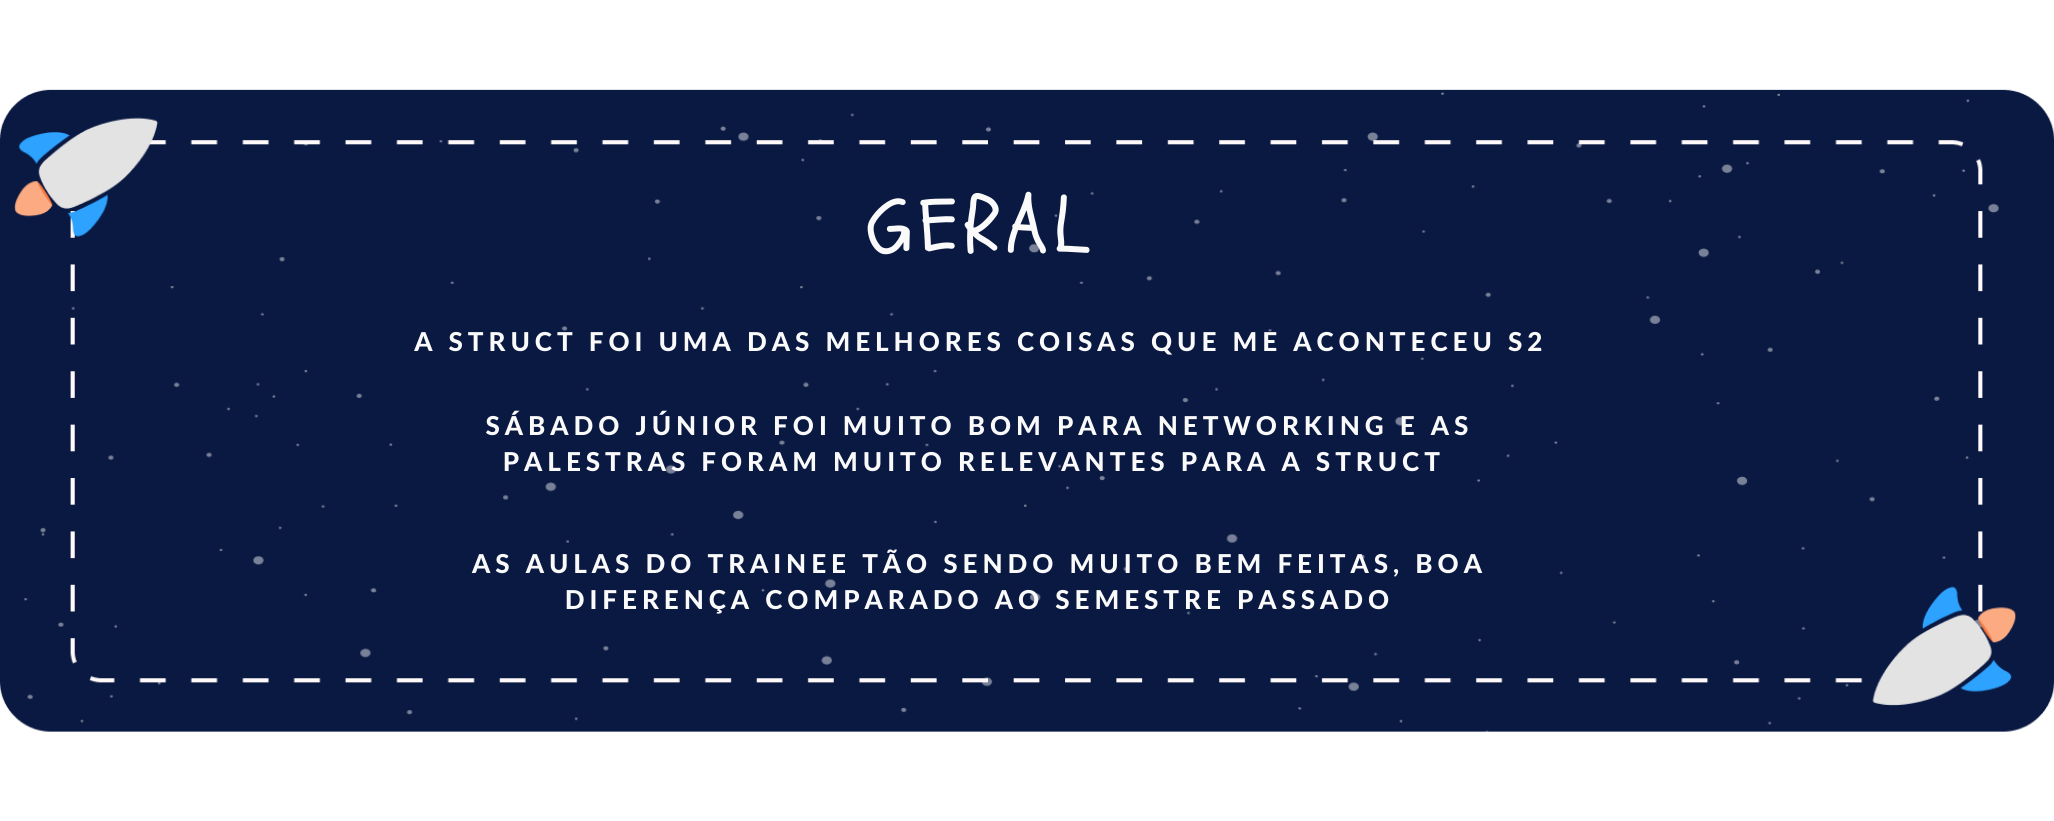 GERAL
A STRUCT FOI UMA DAS MELHORES COISAS QUE ME ACONTECEU S2
SÁBADO JÚNIOR FOI MUITO BOM PARA NETWORKING E AS
PALESTRAS FORAM MUITO RELEVANTES PARA A STRUCT
AS AULAS DO TRAINEE TÃO SENDO MUITO BEM FEITAS, BOA
DIFERENÇA COMPARADO AO SEMESTRE PASSADO